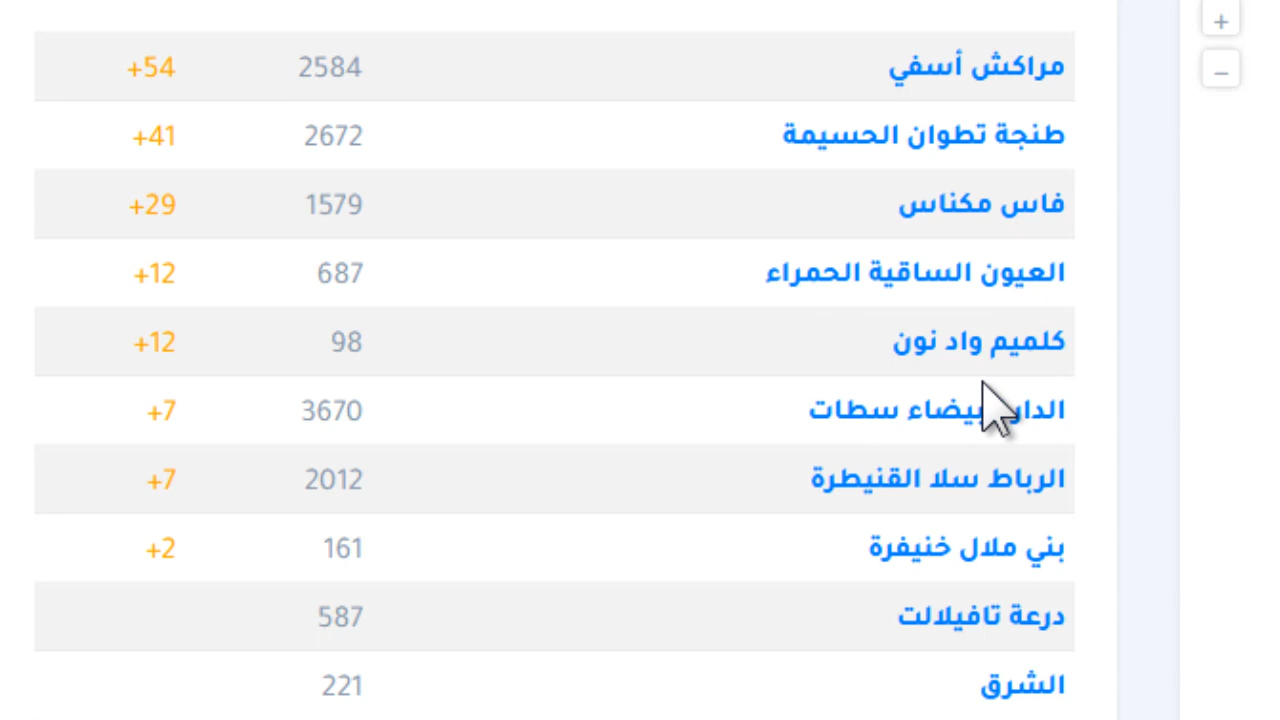 مراكش أسفي 2584 +54
طنجة تطوان الحسيمة 2672 +41
فاس مكناس 1579 +29
العيون الساقية الحمراء 687 +12
كلميم واد نون 98 +12
سطات 3670 +7
الرباط سلا القنيطرة 2012 +7
بني ملال خنيفرة 161 +2
درعة تافيلالت 587
الشرق 221
+
−